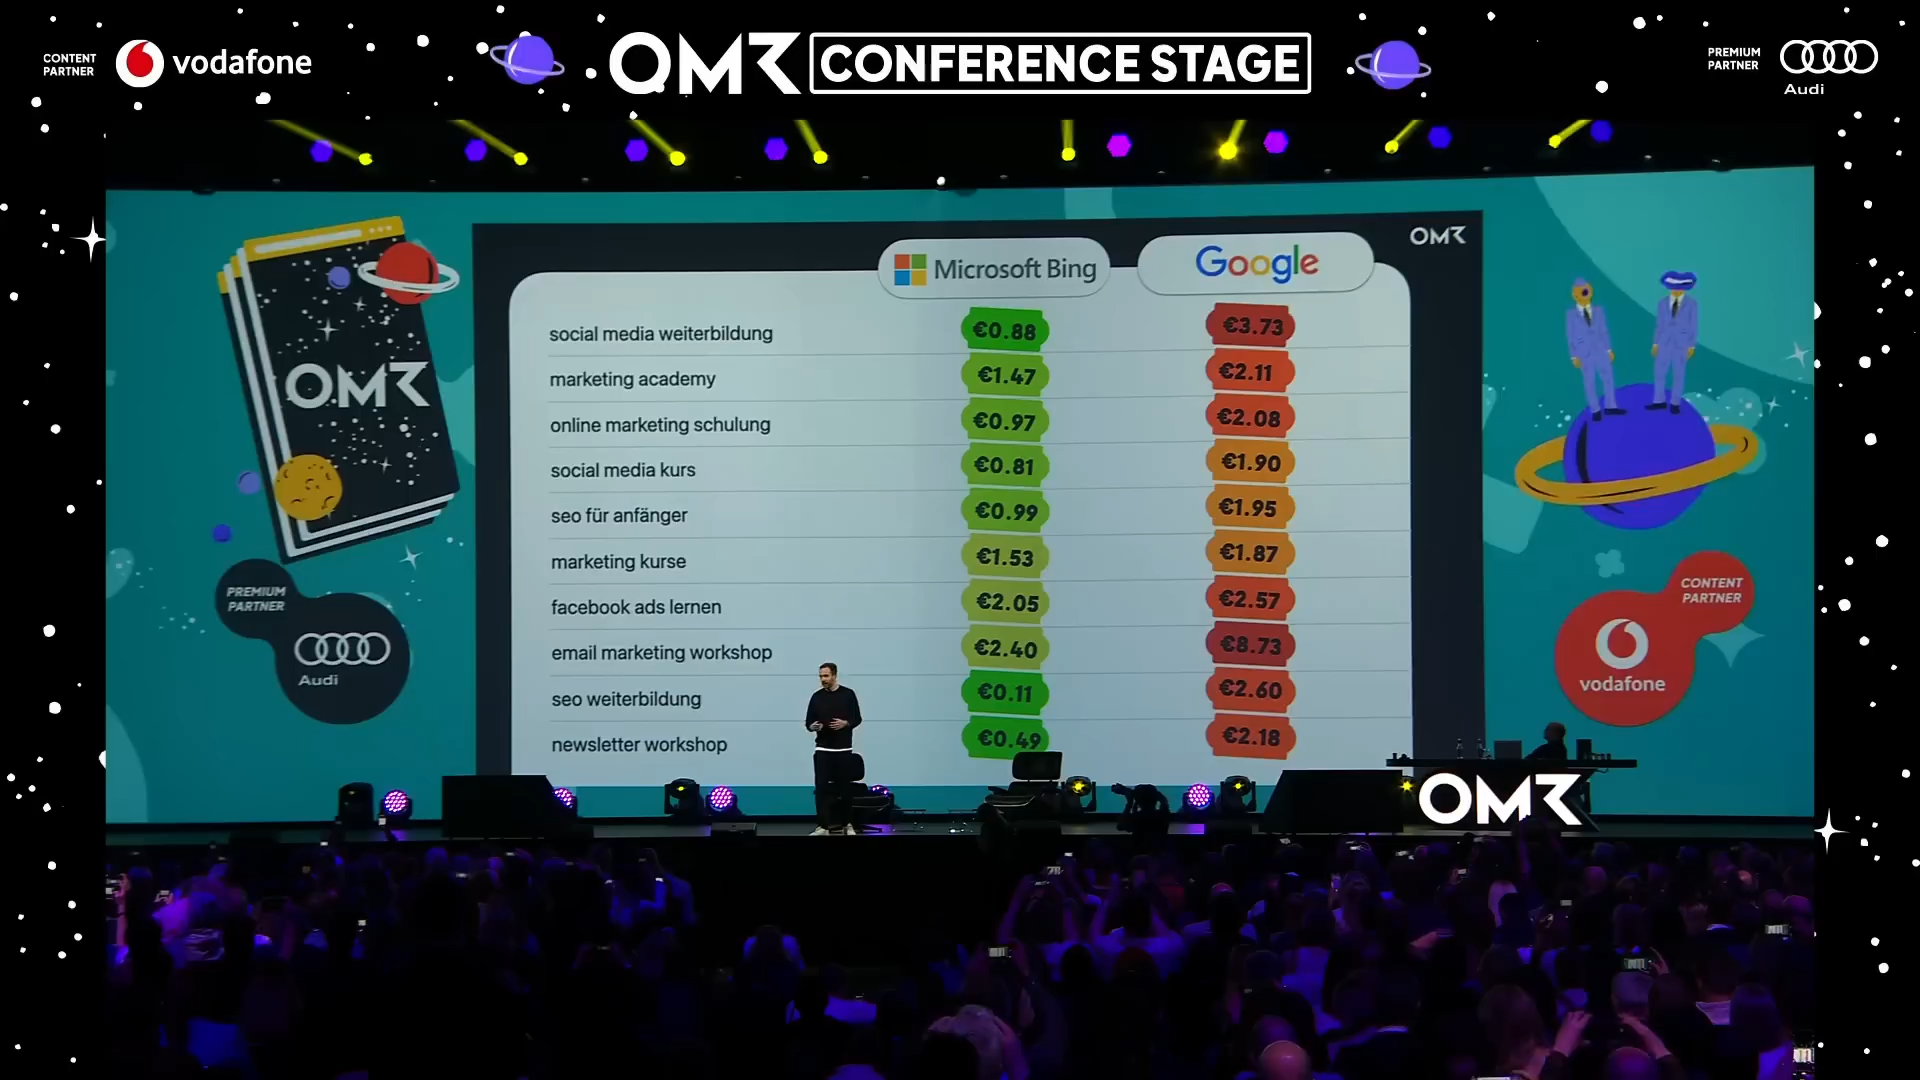 CONTENT
PARTNER
vodafone
OMR CONFERENCE STAGE
PREMIUM
PARTNER
Audi
OMR
PREMIUM
PARTNER
Audi
Microsoft Bing
Google
OMR
social media weiterbildung €0.88 €3.73
marketing academy €1.47 €2.11
online marketing schulung €0.97 €2.08
social media kurs €0.81 €1.90
seo für anfänger €0.99 €1.95
marketing kurse €1.53 €1.87
facebook ads lernen €2.05 €2.57
email marketing workshop €2.40 €8.73
seo weiterbildung €0.11 €2.60
newsletter workshop €0.49 €2.18
CONTENT
PARTNER
vodafone
OMR